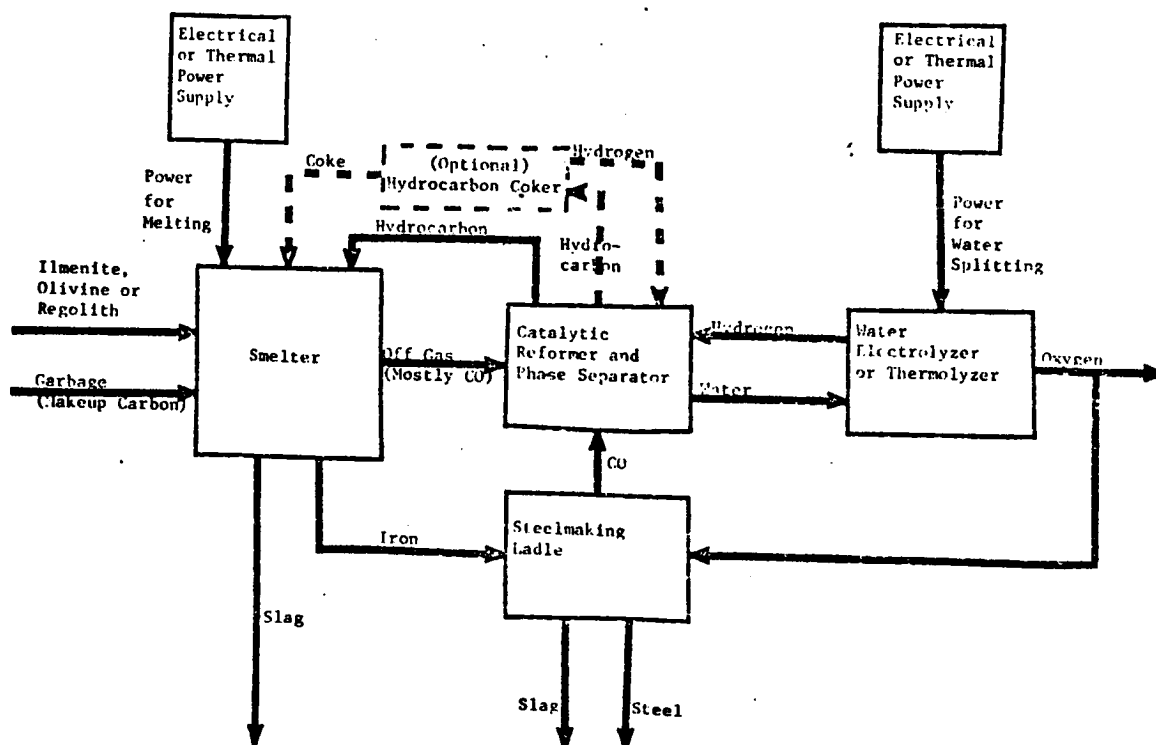 Electrical
or Thermal
Power
Supply
Electrical
or Thermal
Power
Supply
Coke
(Optional)
Hydrocarbon Coker
Hydrogen
Power
for
Melting
Hydrocarbon
Hydro-
carbon
Power
for
Water
Splitting
Ilmenite,
Olivine or
Regolith
Smelter
Off Gas
(Mostly CO)
Catalytic
Reformer and
Phase Separator
Hydrogen
Water
Water
Electrolyzer
or Thermolyzer
Oxygen
Garbage
(Makeup Carbon)
CO
Iron
Steelmaking
Ladle
Slag
Slag
Steel